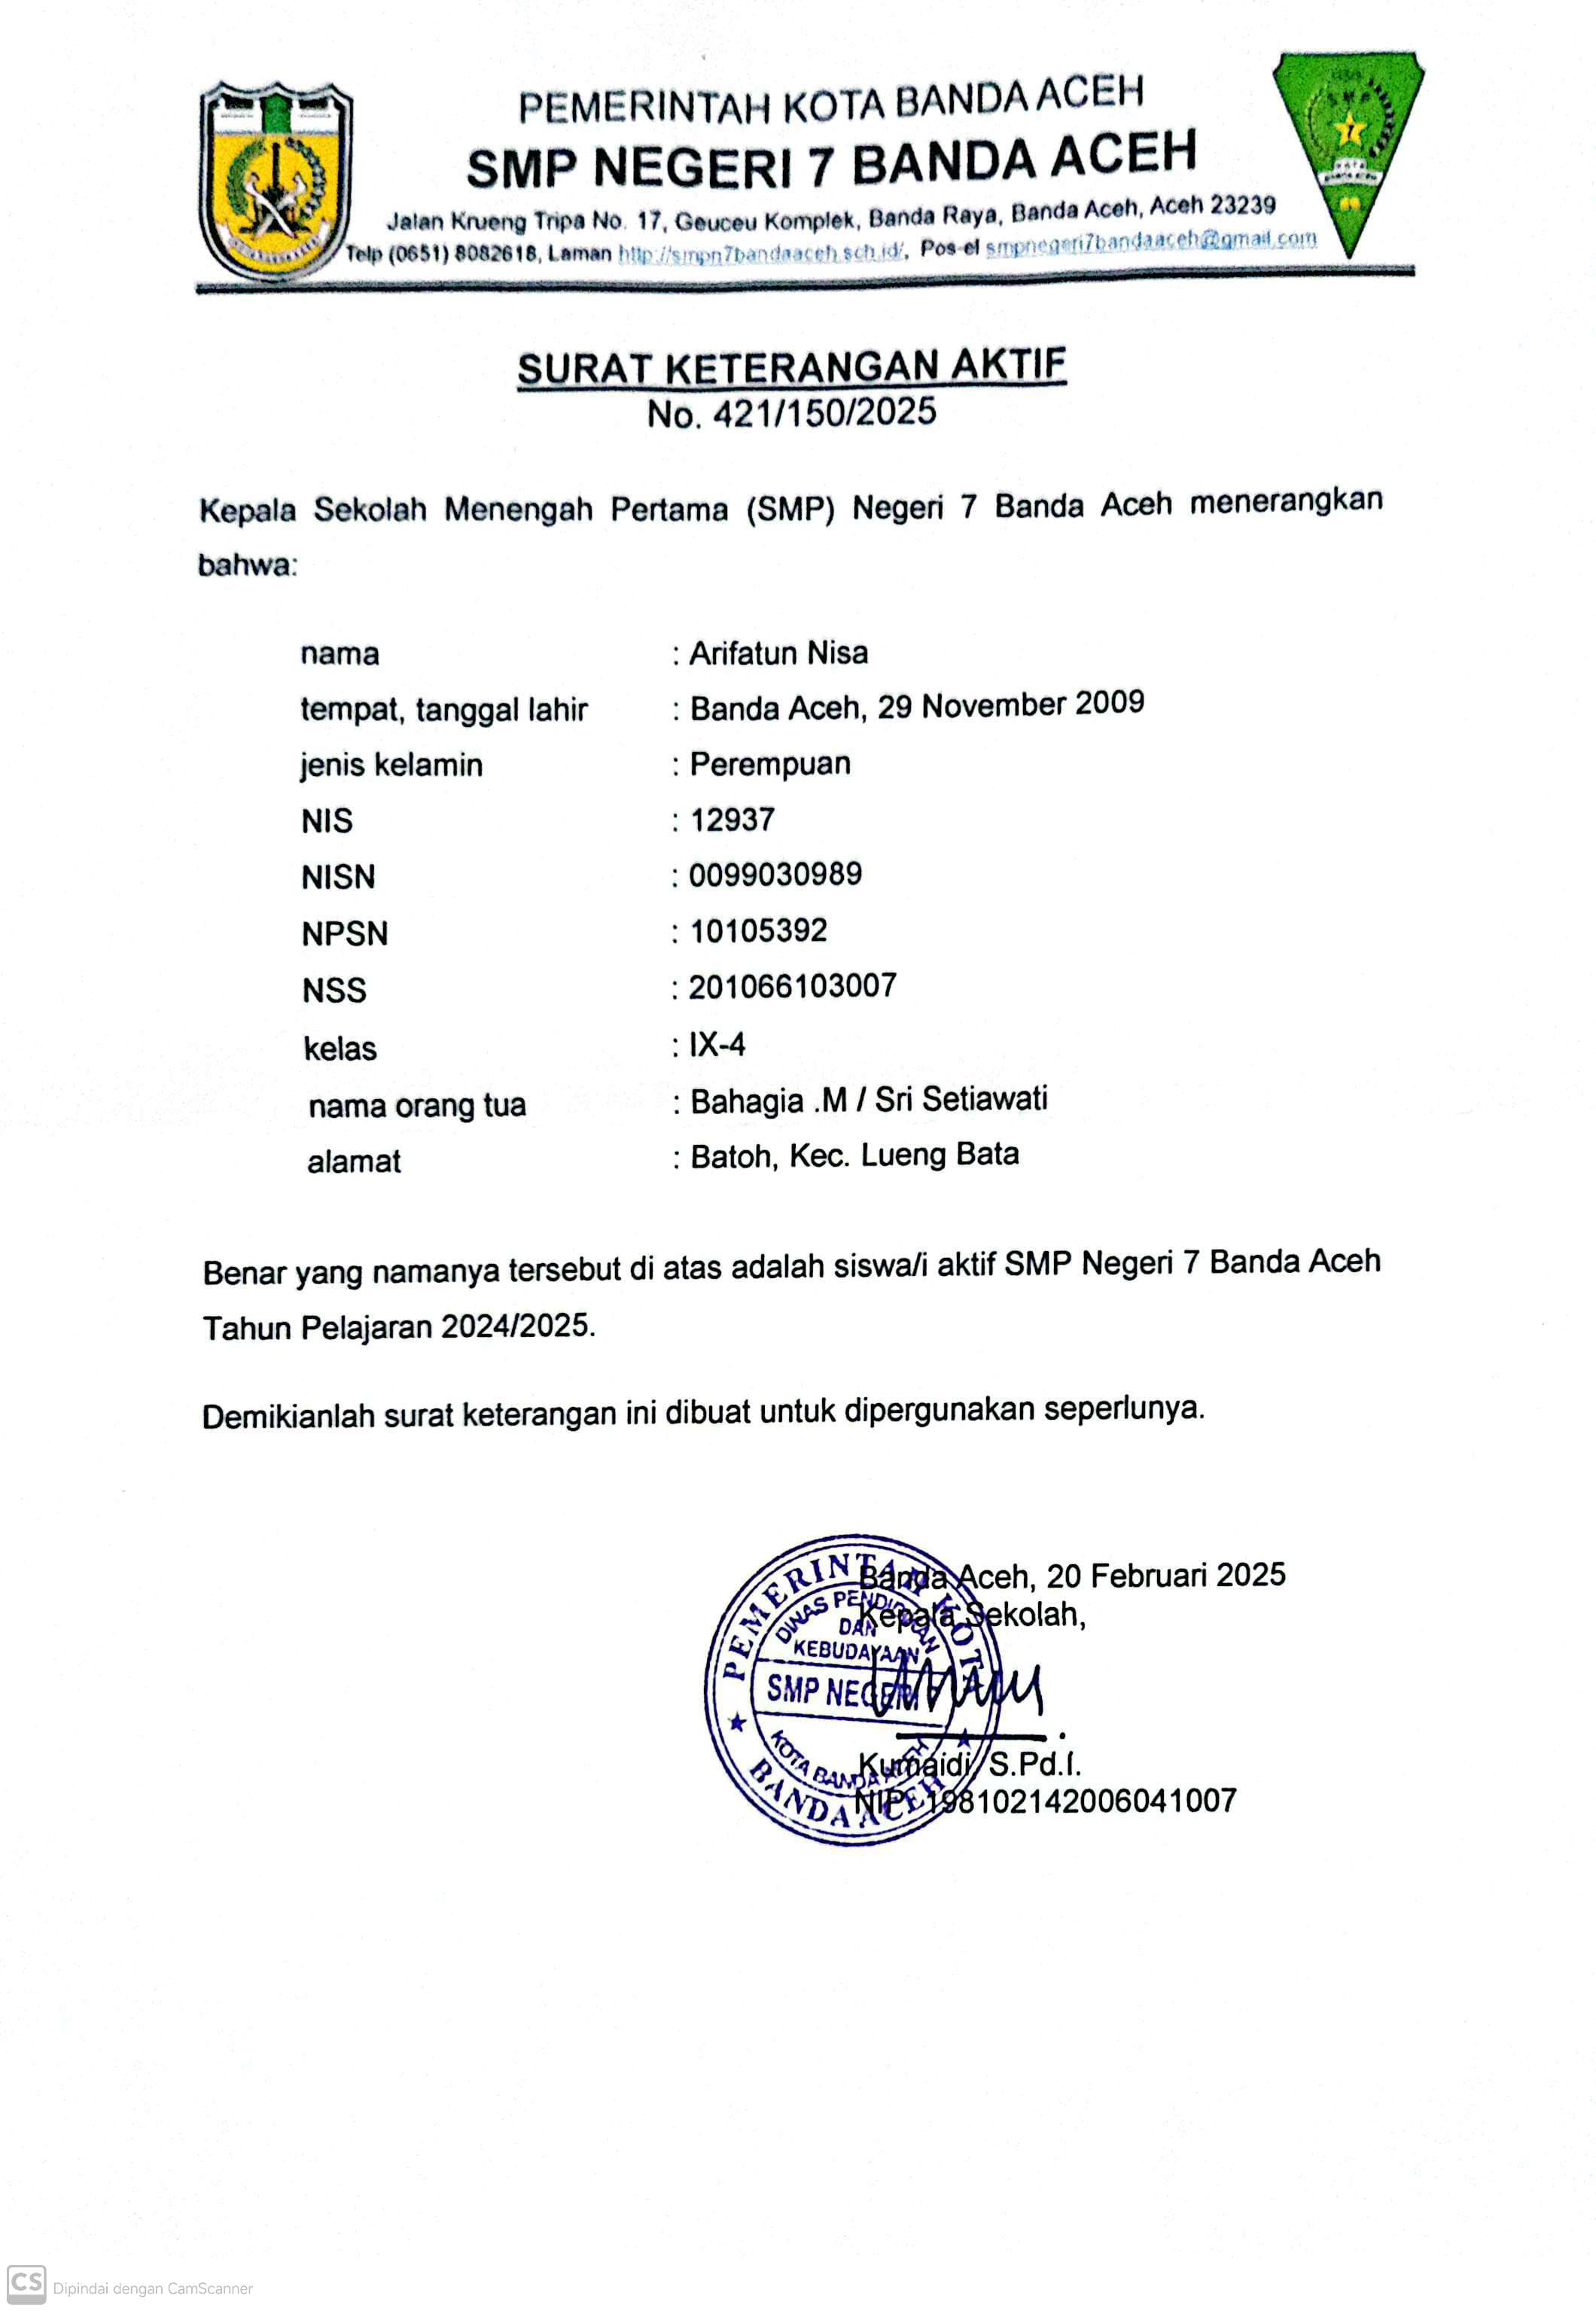 PEMERINTAH KOTA BANDA ACEH
SMP NEGERI 7 BANDA ACEH
Jalan Krueng Tripa No. 17, Geuceu Komplek, Banda Raya, Banda Aceh, Aceh 23239
Telp (0651) 8082618, Laman http://smpn7bandaaceh.sch.id/, Pos-el smpnegeri7bandaaceh@gmail.com
SURAT KETERANGAN AKTIF
No. 421/150/2025
Kepala Sekolah Menengah Pertama (SMP) Negeri 7 Banda Aceh menerangkan
bahwa:
nama : Arifatun Nisa
tempat, tanggal lahir : Banda Aceh, 29 November 2009
jenis kelamin : Perempuan
NIS : 12937
NISN : 0099030989
NPSN : 10105392
NSS : 201066103007
kelas : IX-4
nama orang tua : Bahagia .M / Sri Setiawati
alamat : Batoh, Kec. Lueng Bata
Benar yang namanya tersebut di atas adalah siswa/i aktif SMP Negeri 7 Banda Aceh
Tahun Pelajaran 2024/2025.
Demikianlah surat keterangan ini dibuat untuk dipergunakan seperlunya.
Banda Aceh, 20 Februari 2025
Kepala Sekolah,
PEMERINTAH KOTA
DINAS PENDIDIKAN
DAN
KEBUDAYAAN
SMP NEGERI 7
KOTA BANDA ACEH
BANDA ACEH
Kumaidi, S.Pd.I.
NIP. 198102142006041007
CS Dipindai dengan CamScanner